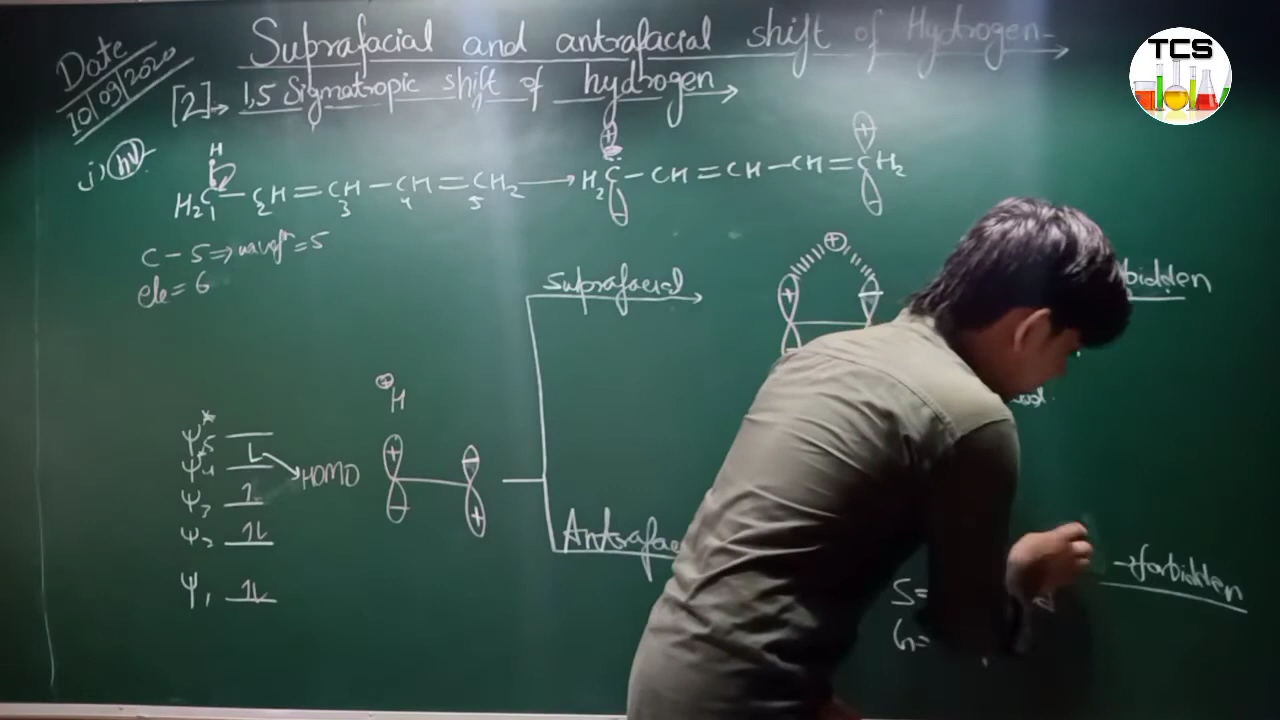 Date
10/09/2020
Suprafacial and antrafacial shift of Hydrogen
[2]→ 1,5 Sigmatropic shift of hydrogen
TCS
i) hν
H
H₂C – CH = CH – CH = CH₂ → H₂C – CH = CH – CH = CH₂
1 2 3 4 5
C – 5 ⇒ = 5
ele = 6
Suprafacial
bidden
H
ψ₅*
ψ₄*
HOMO
ψ₃
ψ₂
ψ₁
Antrafac
S=
G=
→ forbidden